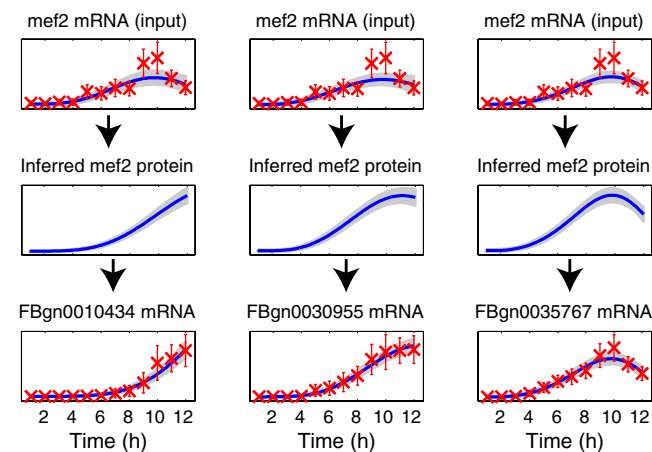 mef2 mRNA (input) mef2 mRNA (input) mef2 mRNA (input)
Inferred mef2 protein Inferred mef2 protein Inferred mef2 protein
FBgn0010434 mRNA FBgn0030955 mRNA FBgn0035767 mRNA
2 4 6 8 10 12 2 4 6 8 10 12 2 4 6 8 10 12
Time (h) Time (h) Time (h)